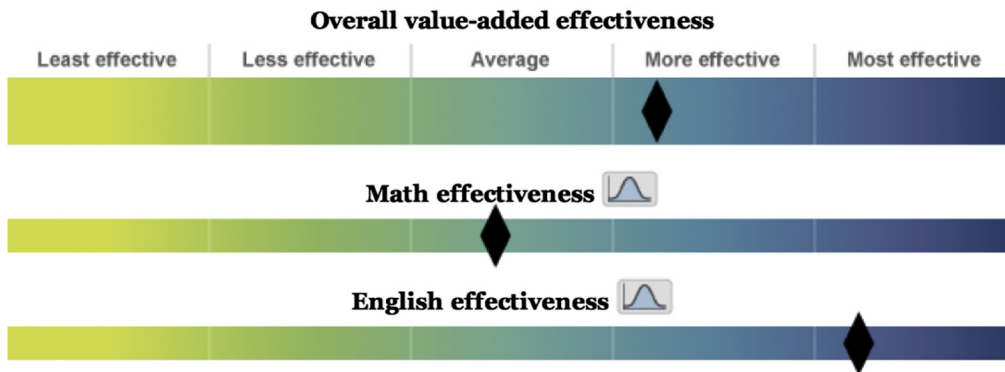 Overall value-added effectiveness
Least effective Less effective Average More effective Most effective
Math effectiveness
English effectiveness